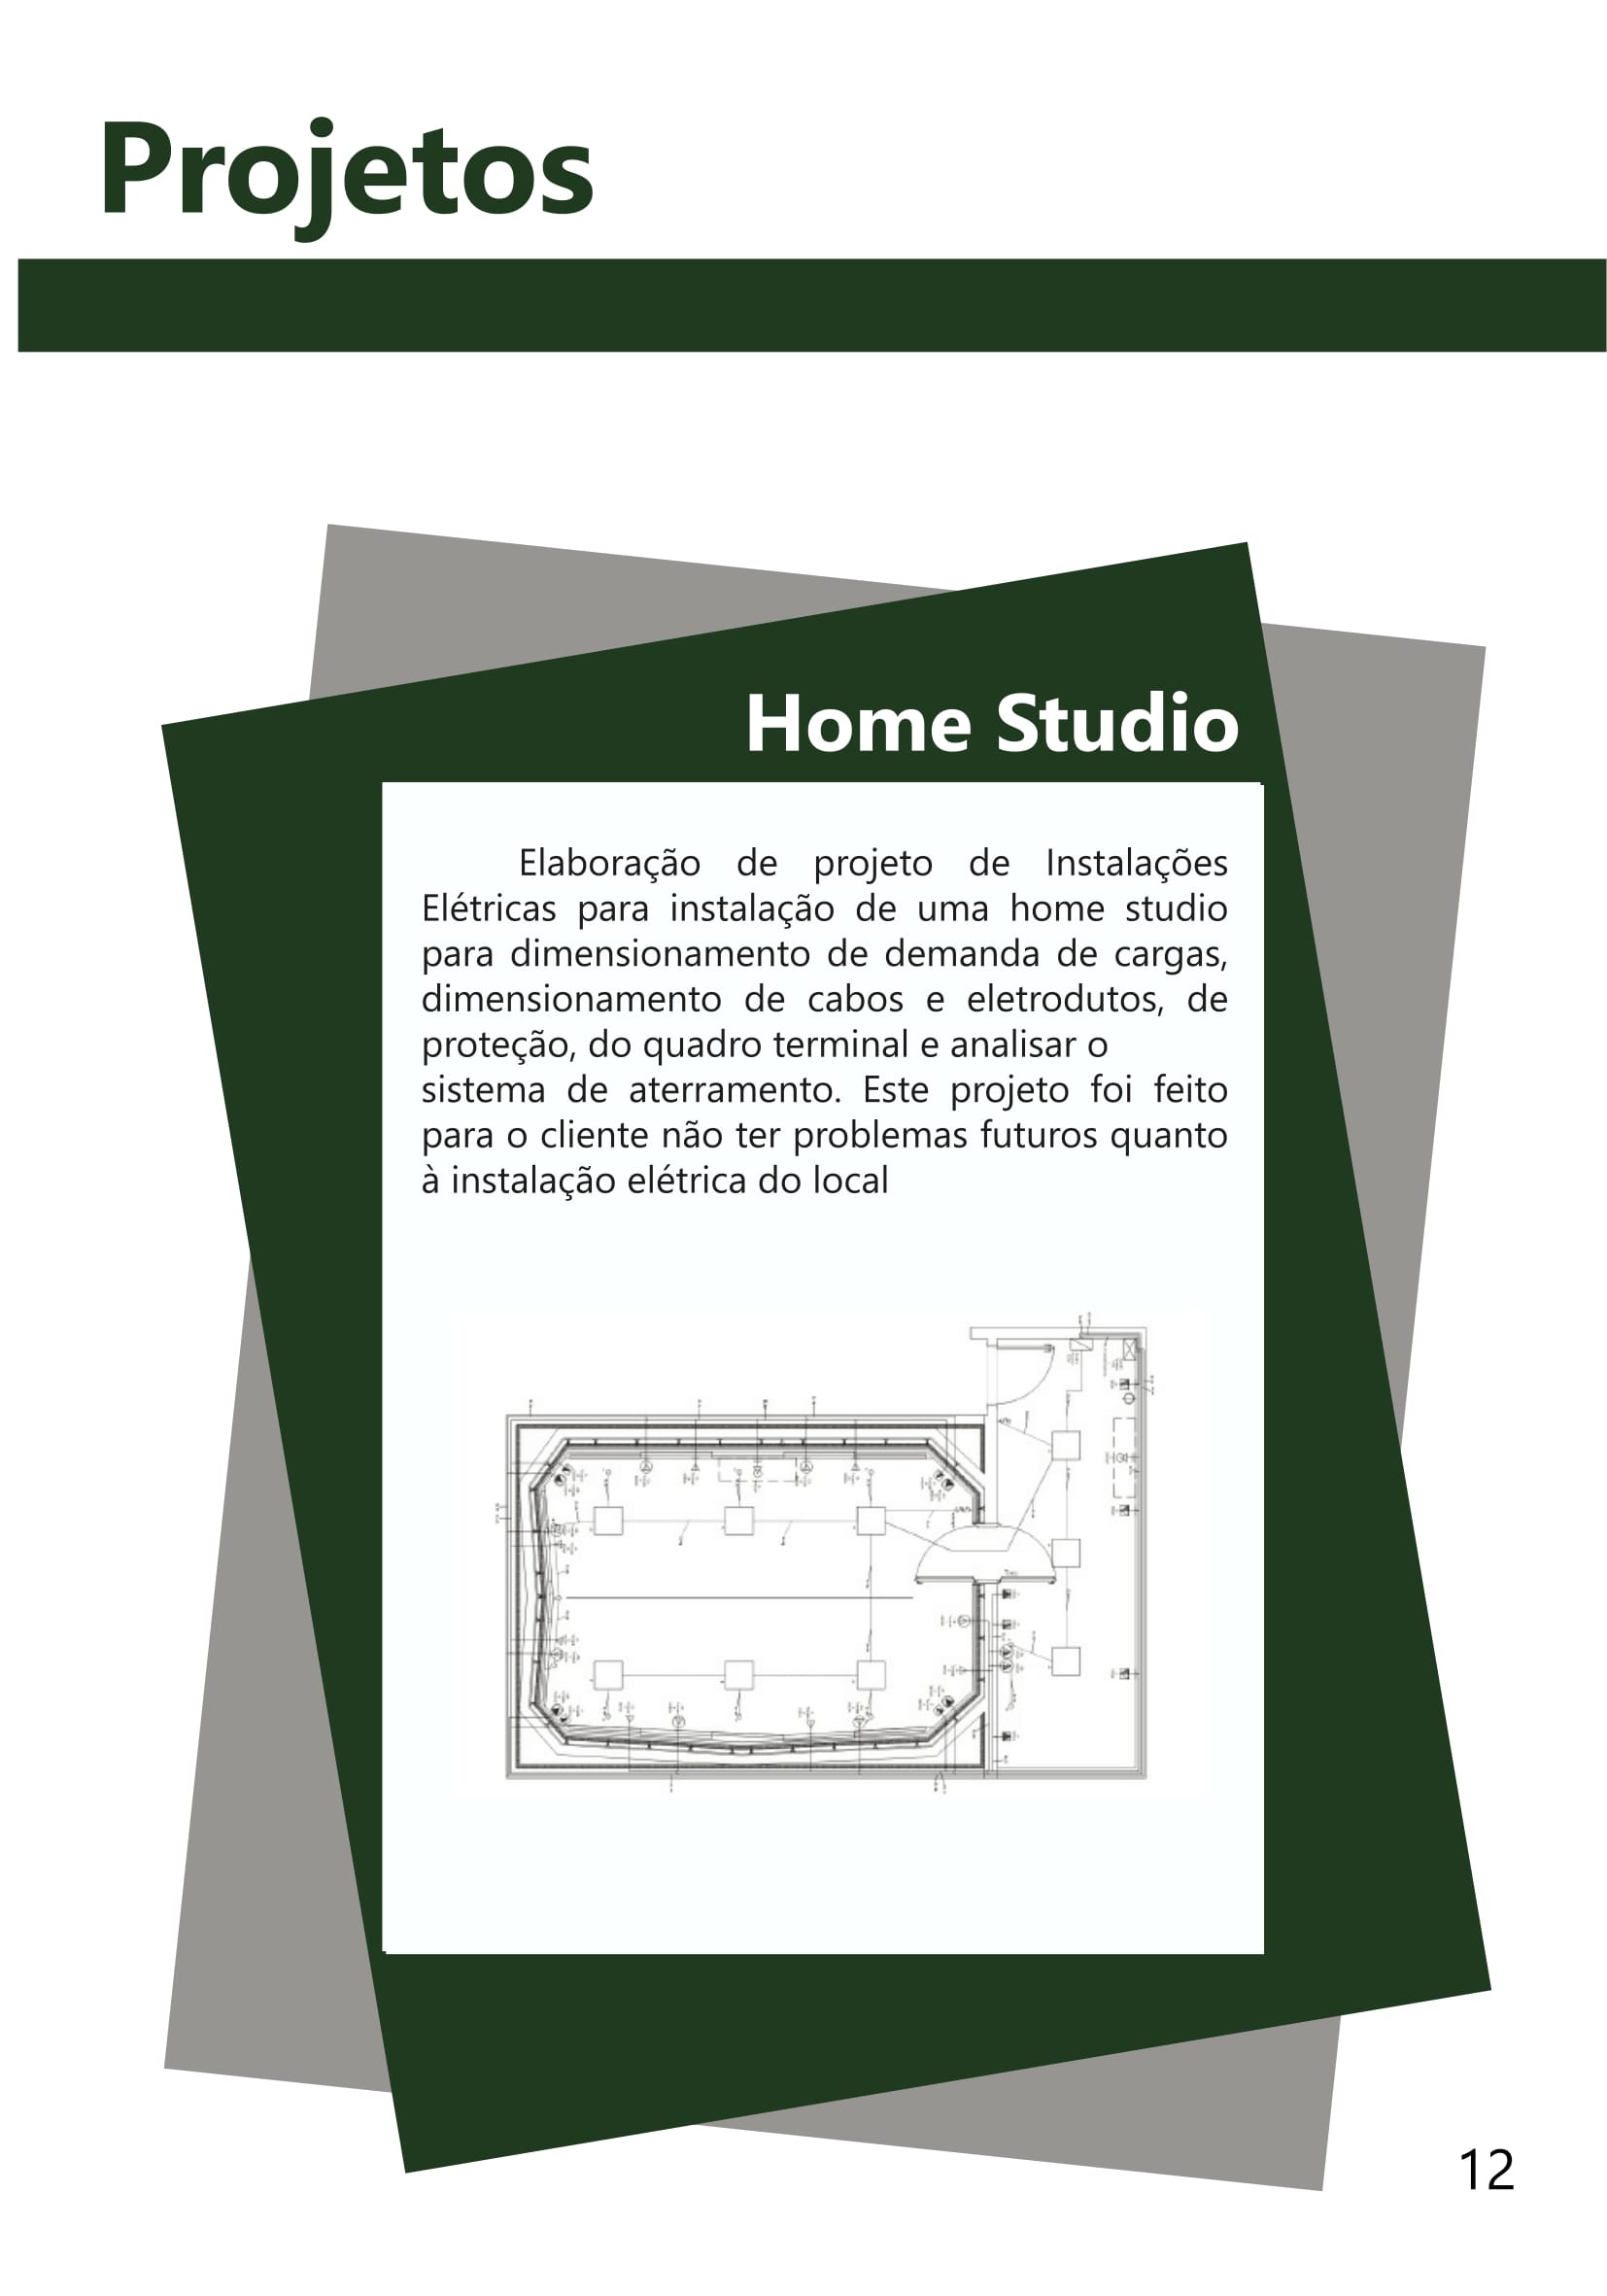 Projetos
Home Studio
Elaboração de projeto de Instalações
Elétricas para instalação de uma home studio
para dimensionamento de demanda de cargas,
dimensionamento de cabos e eletrodutos, de
proteção, do quadro terminal e analisar o
sistema de aterramento. Este projeto foi feito
para o cliente não ter problemas futuros quanto
à instalação elétrica do local
12